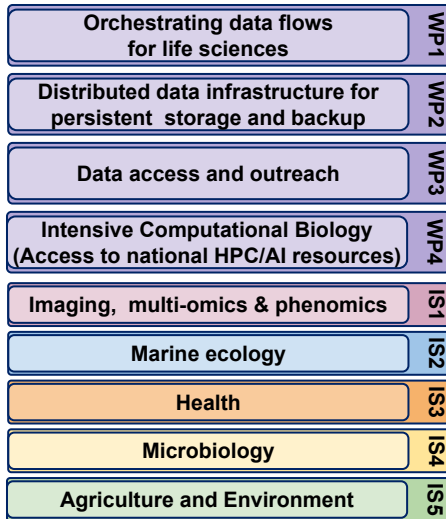 Orchestrating data flows
for life sciences
WP1
Distributed data infrastructure for
persistent storage and backup
WP2
Data access and outreach
WP3
Intensive Computational Biology
(Access to national HPC/AI resources)
WP4
Imaging, multi-omics & phenomics
IS1
Marine ecology
IS2
Health
IS3
Microbiology
IS4
Agriculture and Environment
IS5